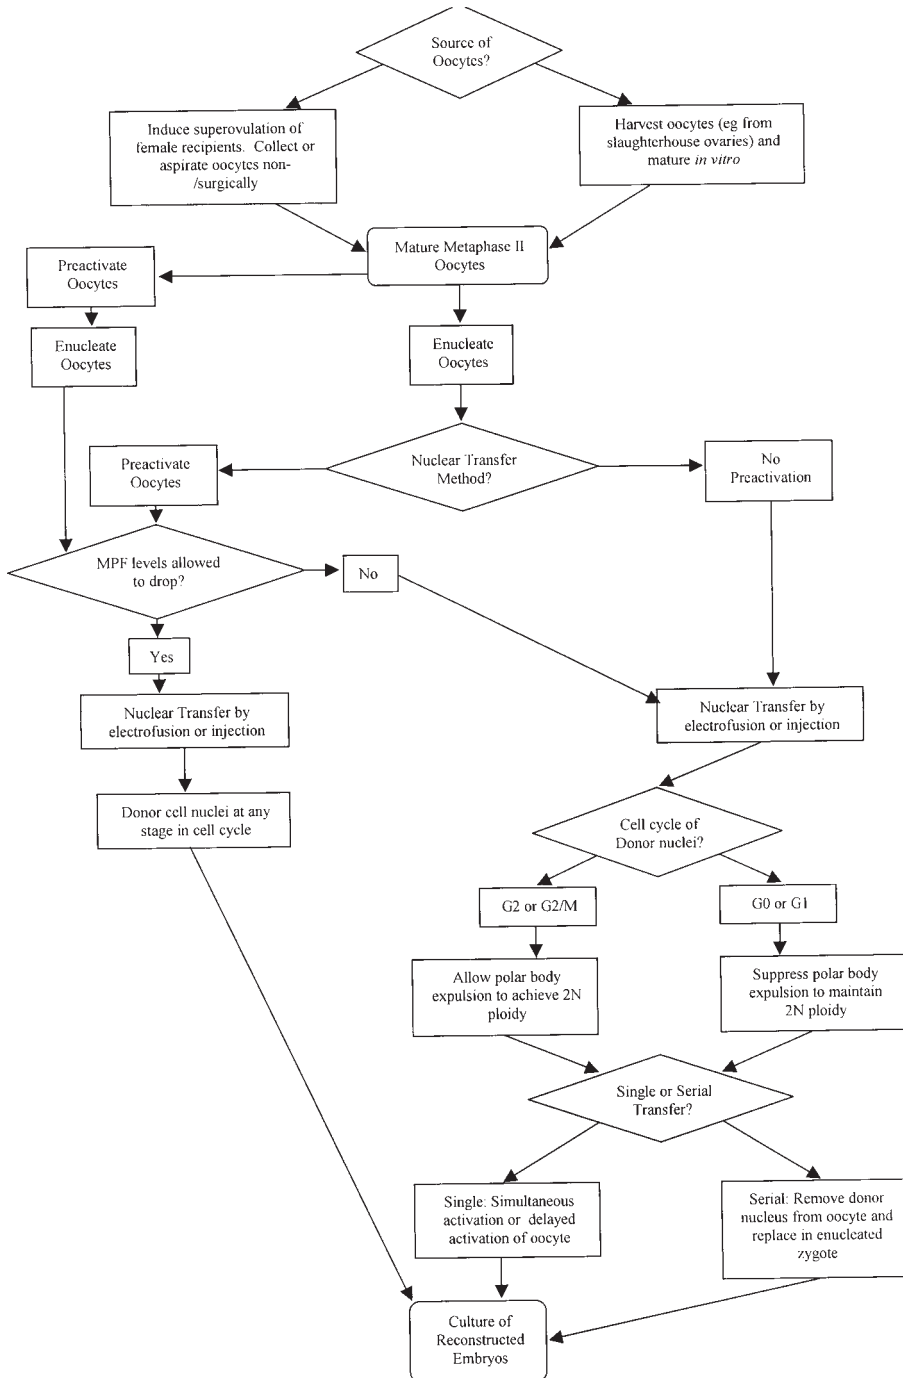 Source of
Oocytes?
Induce superovulation of
female recipients. Collect or
aspirate oocytes non-
/surgically
Harvest oocytes (eg from
slaughterhouse ovaries) and
mature in vitro
Mature Metaphase II
Oocytes
Preactivate
Oocytes
Enucleate
Oocytes
Enucleate
Oocytes
Preactivate
Oocytes
Nuclear Transfer
Method?
No
Preactivation
MPF levels allowed
to drop?
No
Yes
Nuclear Transfer by
electrofusion or injection
Nuclear Transfer by
electrofusion or injection
Donor cell nuclei at any
stage in cell cycle
Cell cycle of
Donor nuclei?
G2 or G2/M
G0 or G1
Allow polar body
expulsion to achieve 2N
ploidy
Suppress polar body
expulsion to maintain
2N ploidy
Single or Serial
Transfer?
Single: Simultaneous
activation or delayed
activation of oocyte
Serial: Remove donor
nucleus from oocyte and
replace in enucleated
zygote
Culture of
Reconstructed
Embryos